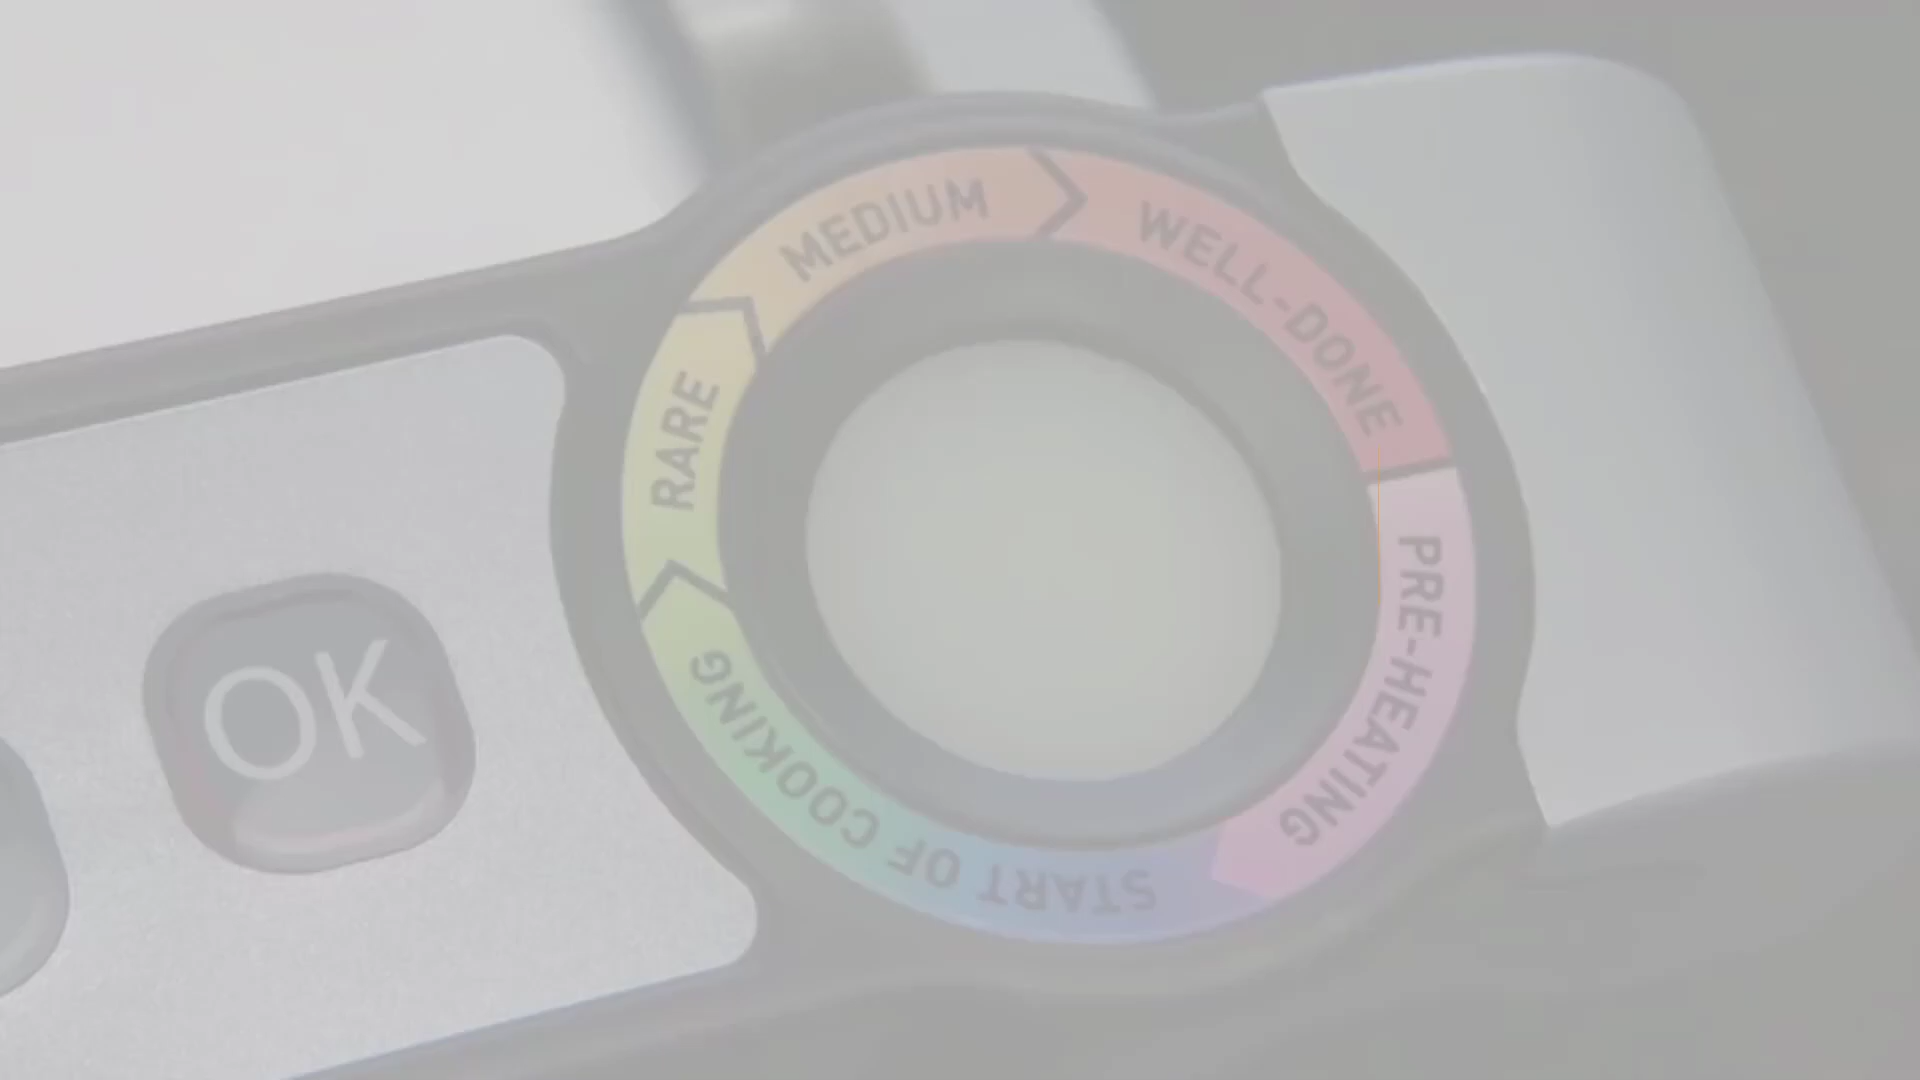 MEDIUM
WELL-DONE
RARE
PRE-HEATING
START OF COOKING
OK